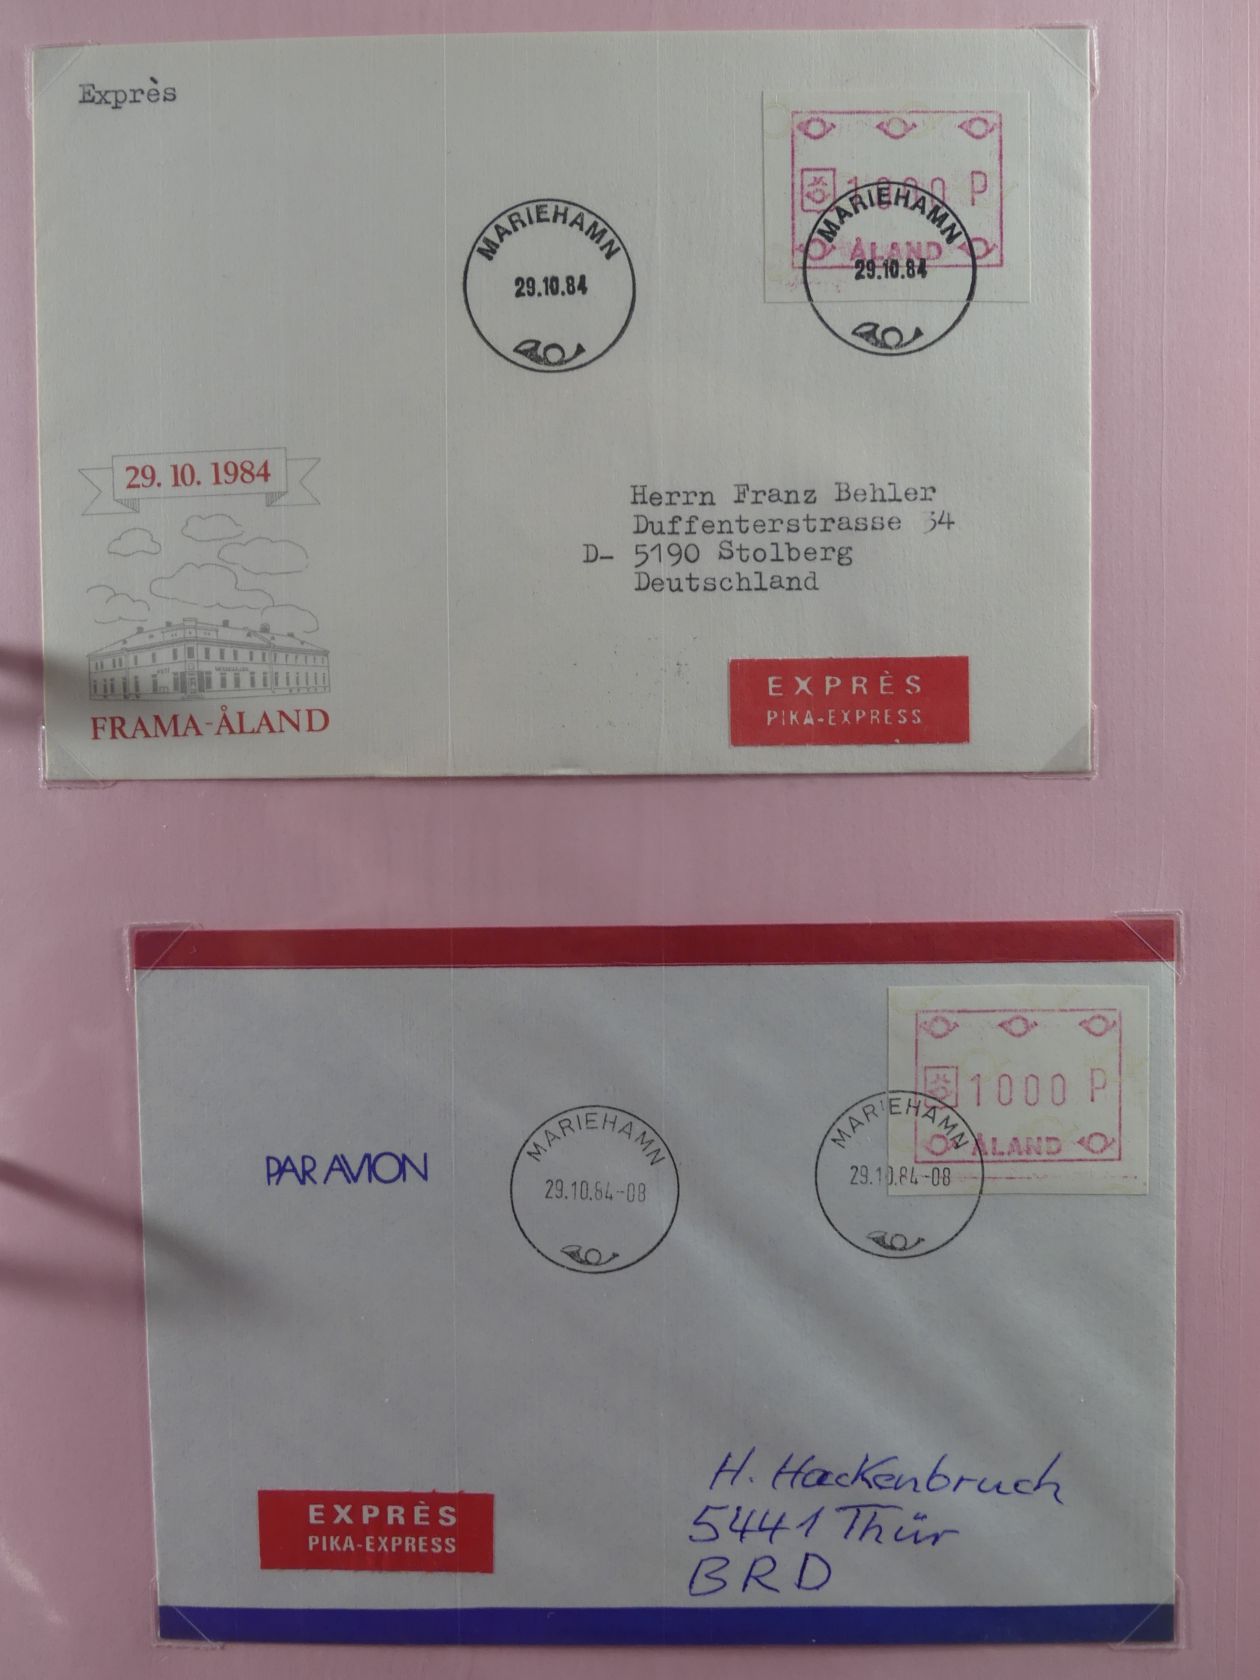 Exprès
1000 P
ÅLAND
MARIEHAMN
29.10.84
MARIEHAMN
29.10.84
29. 10. 1984
FRAMA-ÅLAND
Herrn Franz Behler
Duffenterstrasse 34
D- 5190 Stolberg
Deutschland
EXPRÈS
PIKA-EXPRESS
1000 P
ÅLAND
MARIEHAMN
29.10.84-08
MARIEHAMN
29.10.84-08
PAR AVION
EXPRÈS
PIKA-EXPRESS
H. Hackenbruch
5441 Thür
BRD